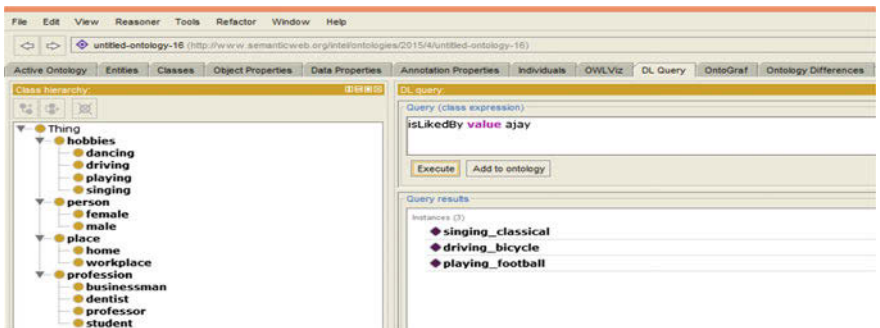 File Edit View Reasoner Tools Refactor Window Help
untitled-ontology-16 (http://www.semanticweb.org/intel/ontologies/2015/4/untitled-ontology-16)
Active Ontology Entities Classes Object Properties Data Properties Annotation Properties Individuals OWLViz DL Query OntoGraf Ontology Differences
Class hierarchy:
Thing
hobbies
dancing
driving
playing
singing
person
female
male
place
home
workplace
profession
businessman
dentist
professor
student
DL query:
Query (class expression)
isLikedBy value ajay
Execute Add to ontology
Query results
Instances (3)
singing_classical
driving_bicycle
playing_football